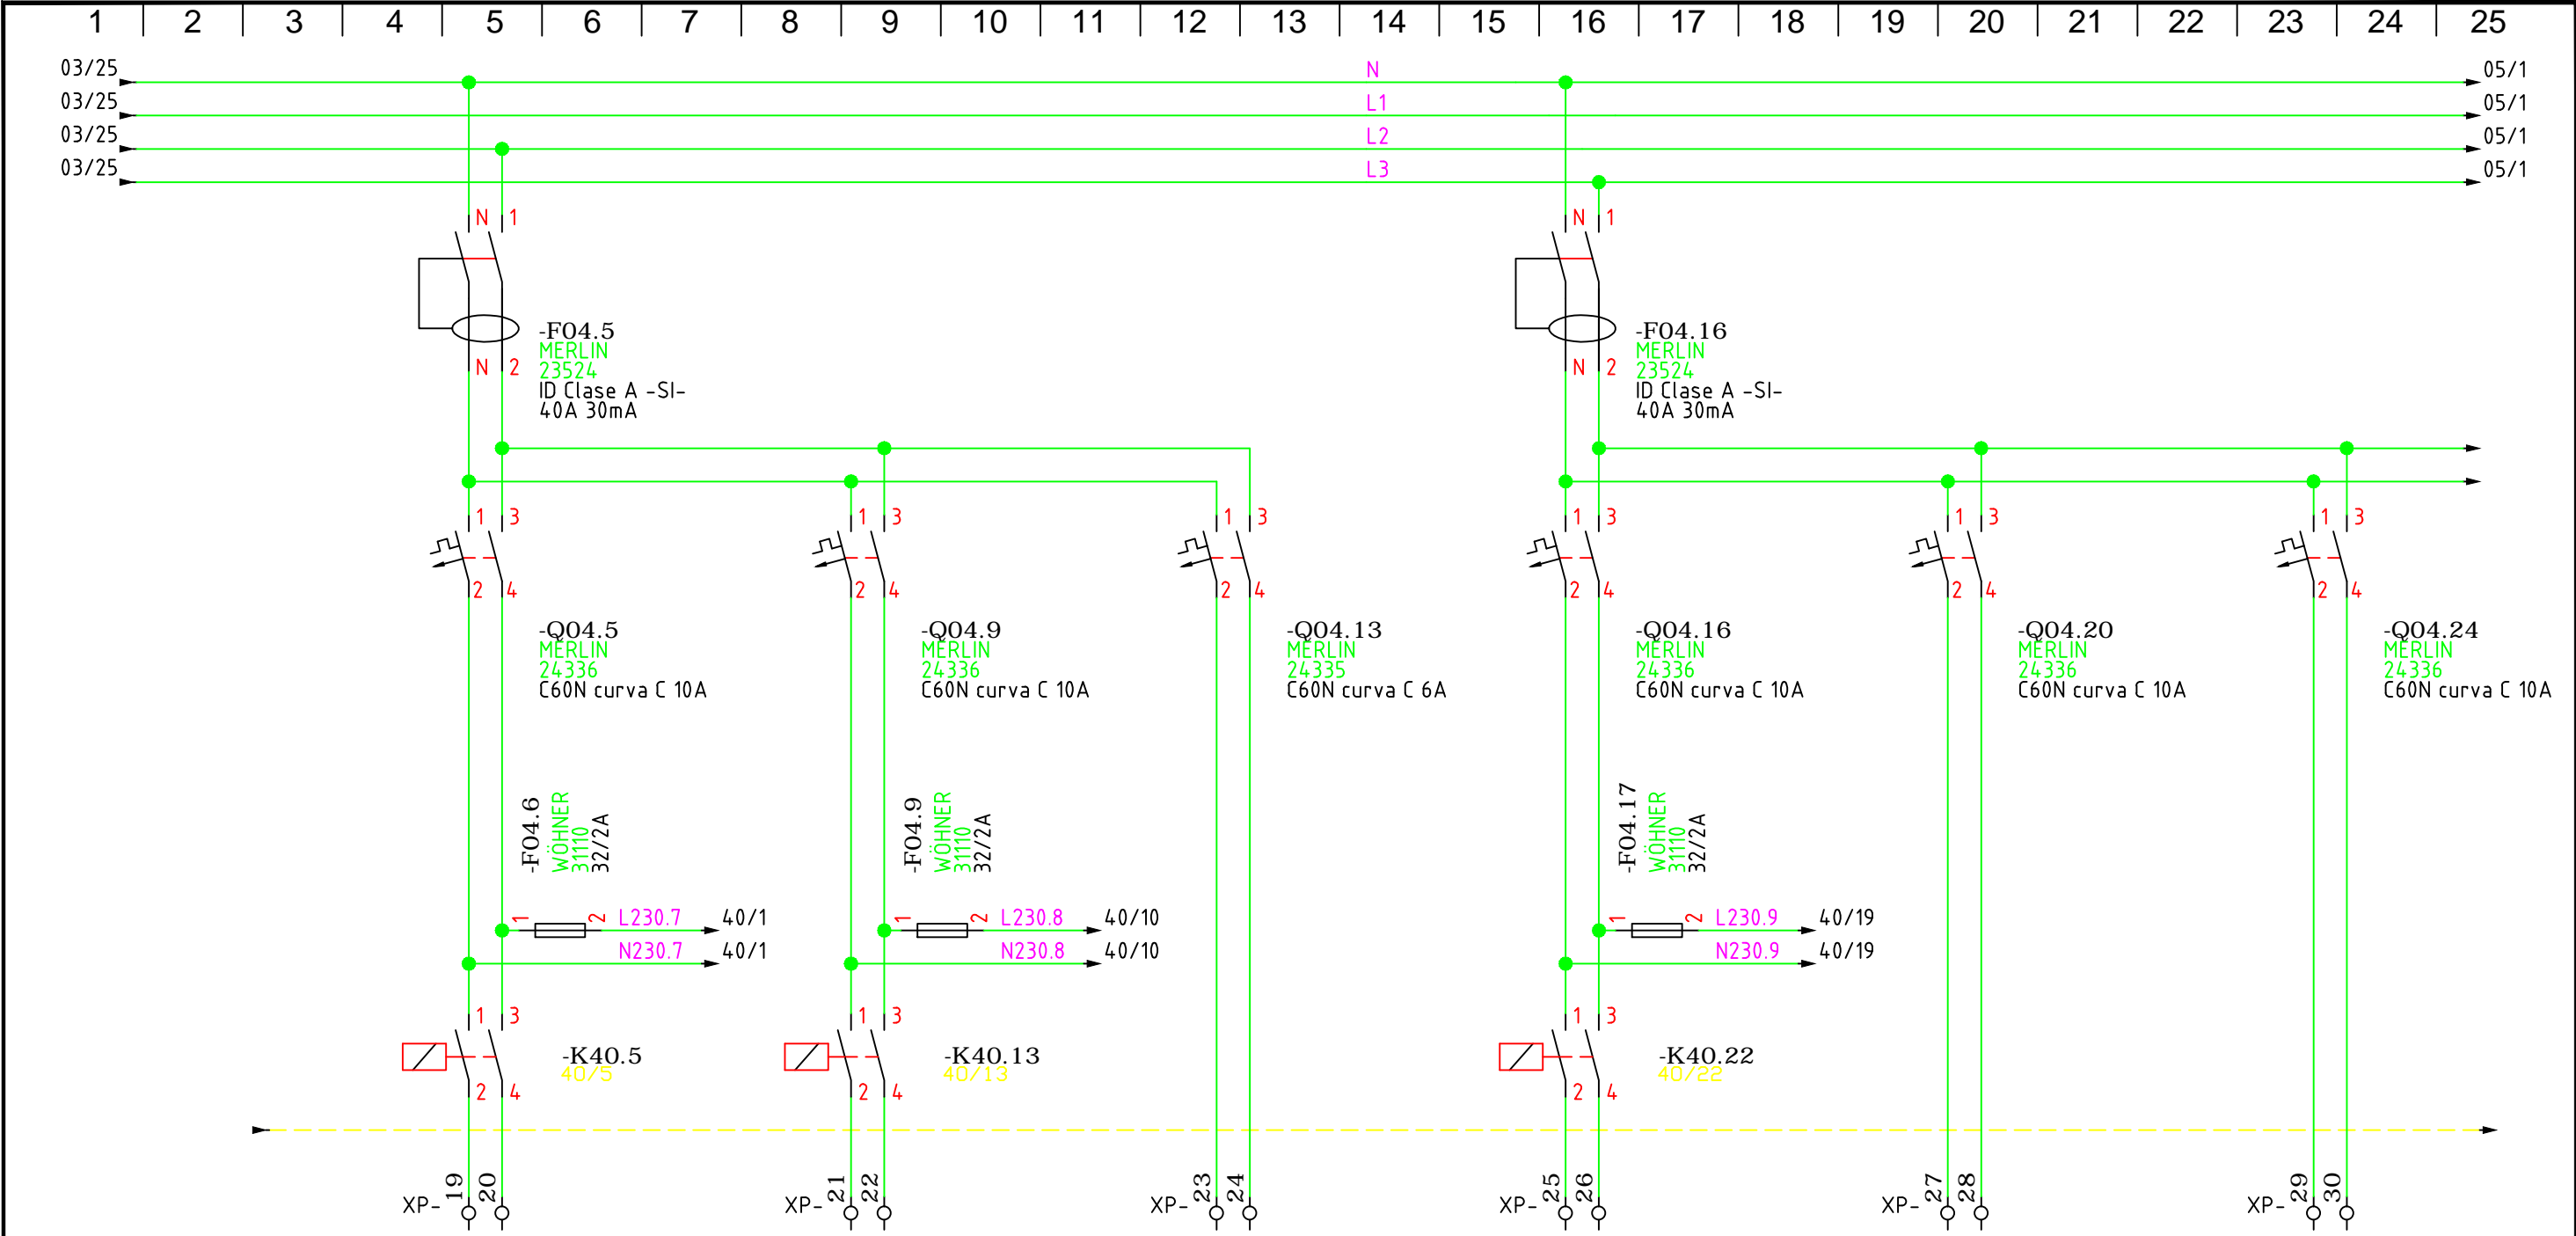 1 2 3 4 5 6 7 8 9 10 11 12 13 14 15 16 17 18 19 20 21 22 23 24 25
03/25 N 05/1
03/25 L1 05/1
03/25 L2 05/1
03/25 L3 05/1
N 1 N 1
-F04.5 -F04.16
MERLIN MERLIN
N 2 23524 N 2 23524
ID Clase A -SI- ID Clase A -SI-
40A 30mA 40A 30mA
1 3 1 3 1 3 1 3 1 3 1 3
2 4 2 4 2 4 2 4 2 4 2 4
-Q04.5 -Q04.9 -Q04.13 -Q04.16 -Q04.20 -Q04.24
MERLIN MERLIN MERLIN MERLIN MERLIN MERLIN
24336 24336 24335 24336 24336 24336
C60N curva C 10A C60N curva C 10A C60N curva C 6A C60N curva C 10A C60N curva C 10A C60N curva C 10A
-F04.6
WÖHNER
31110
32/2A
-F04.9
WÖHNER
31110
32/2A
-F04.17
WÖHNER
31110
32/2A
1 2 L230.7 40/1 1 2 L230.8 40/10 1 2 L230.9 40/19
N230.7 40/1 N230.8 40/10 N230.9 40/19
1 3 1 3 1 3
-K40.5 -K40.13 -K40.22
40/5 40/13 40/22
2 4 2 4 2 4
XP- 19 20 XP- 21 22 XP- 23 24 XP- 25 26 XP- 27 28 XP- 29 30